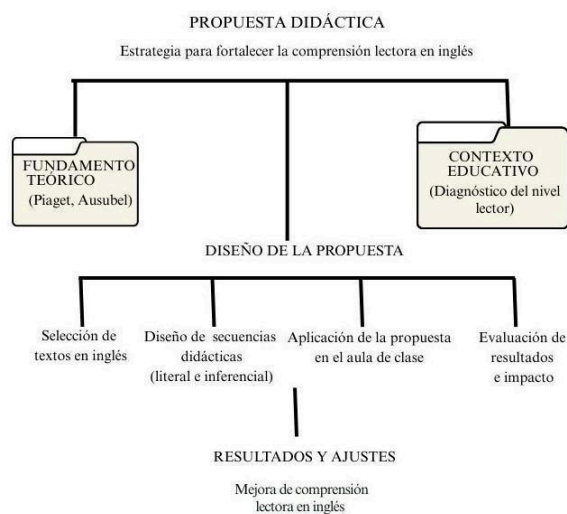 PROPUESTA DIDÁCTICA
Estrategia para fortalecer la comprensión lectora en inglés
FUNDAMENTO
TEÓRICO
(Piaget, Ausubel)
CONTEXTO
EDUCATIVO
(Diagnóstico del nivel
lector)
DISEÑO DE LA PROPUESTA
Selección de
textos en inglés
Diseño de secuencias
didácticas
(literal e inferencial)
Aplicación de la propuesta
en el aula de clase
Evaluación de
resultados
e impacto
RESULTADOS Y AJUSTES
Mejora de comprensión
lectora en inglés